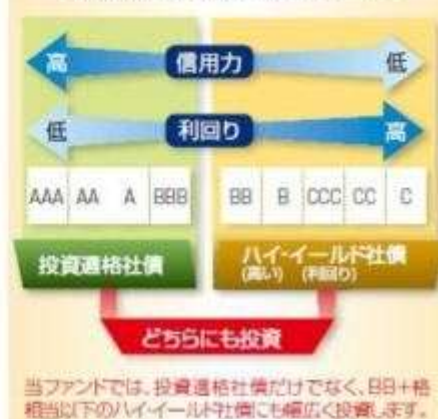 高 信用力 低
低 利回り 高
AAA AA A BBB BB B CCC CC C
投資適格社債
ハイ・イールド社債
(高い) (利回り)
どちらにも投資
当ファンドでは、投資適格社債だけでなく、BB+格
相当以下のハイ・イールド社債にも幅広く投資します。